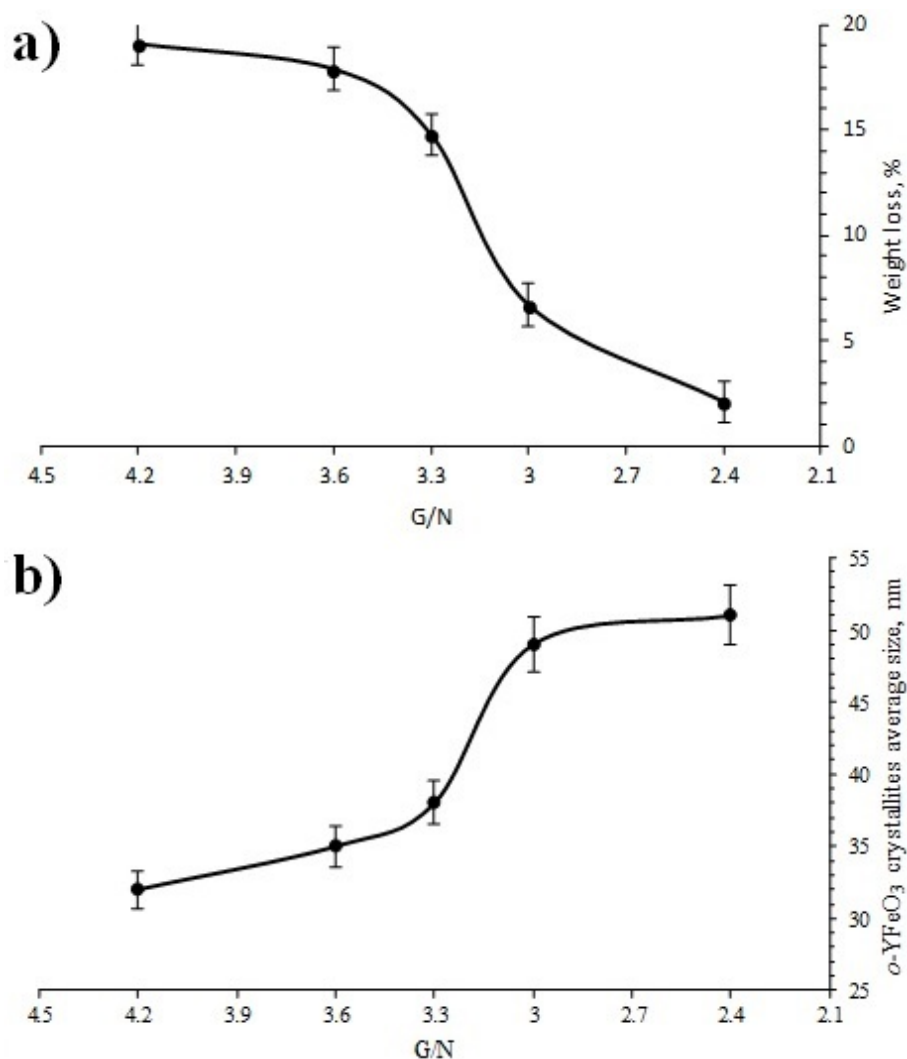 a)
20
15
10
5
0
Weight loss, %
4.5 4.2 3.9 3.6 3.3 3 2.7 2.4 2.1
G/N
b)
55
50
45
40
35
30
25
o-YFeO₃ crystallites average size, nm
4.5 4.2 3.9 3.6 3.3 3 2.7 2.4 2.1
G/N